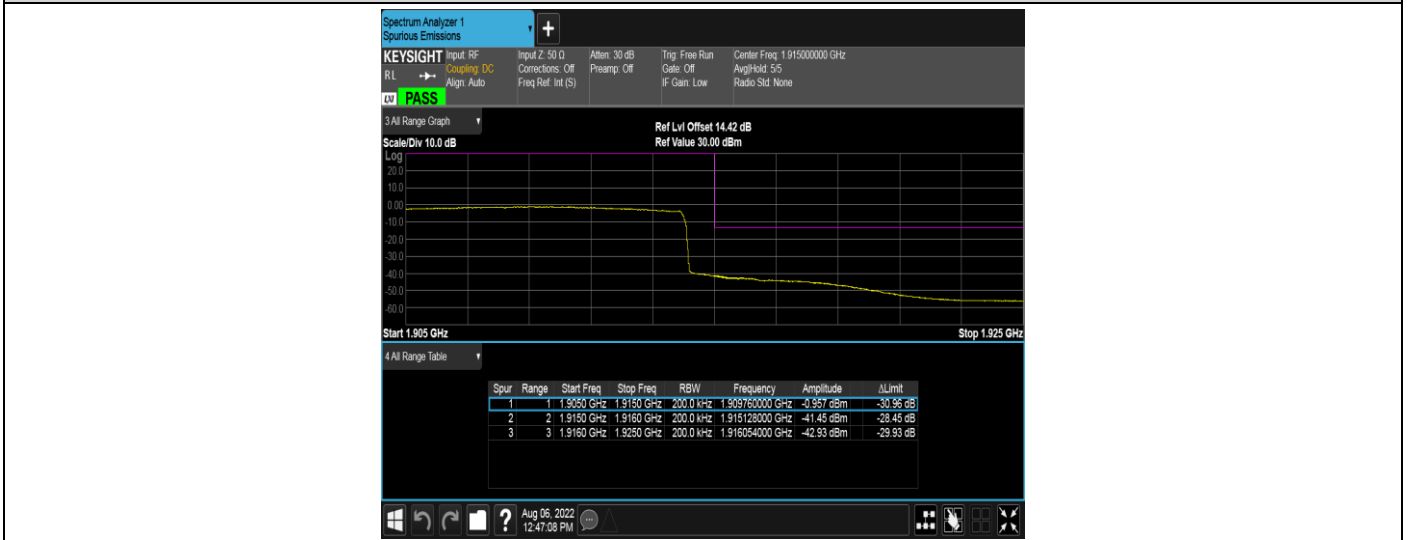 Spectrum Analyzer 1
Spurious Emissions
+
KEYSIGHT Input: RF Input Z: 50 Ω Atten: 30 dB Trig: Free Run Center Freq: 1.915000000 GHz
RL Coupling: DC Corrections: Off Preamp: Off Gate: Off Avg|Hold: 5/5
Align: Auto Freq Ref: Int (S) IF Gain: Low Radio Std: None
LXI PASS
3 All Range Graph Ref Lvl Offset 14.42 dB
Scale/Div 10.0 dB Ref Value 30.00 dBm
Log
20.0
10.0
0.00
-10.0
-20.0
-30.0
-40.0
-50.0
-60.0
Start 1.905 GHz Stop 1.925 GHz
4 All Range Table
Spur Range Start Freq Stop Freq RBW Frequency Amplitude ΔLimit
1 1 1.9050 GHz 1.9150 GHz 200.0 kHz 1.909760000 GHz -0.957 dBm -30.96 dB
2 2 1.9150 GHz 1.9160 GHz 200.0 kHz 1.915128000 GHz -41.45 dBm -28.45 dB
3 3 1.9160 GHz 1.9250 GHz 200.0 kHz 1.916054000 GHz -42.93 dBm -29.93 dB
? Aug 06, 2022
12:47:08 PM